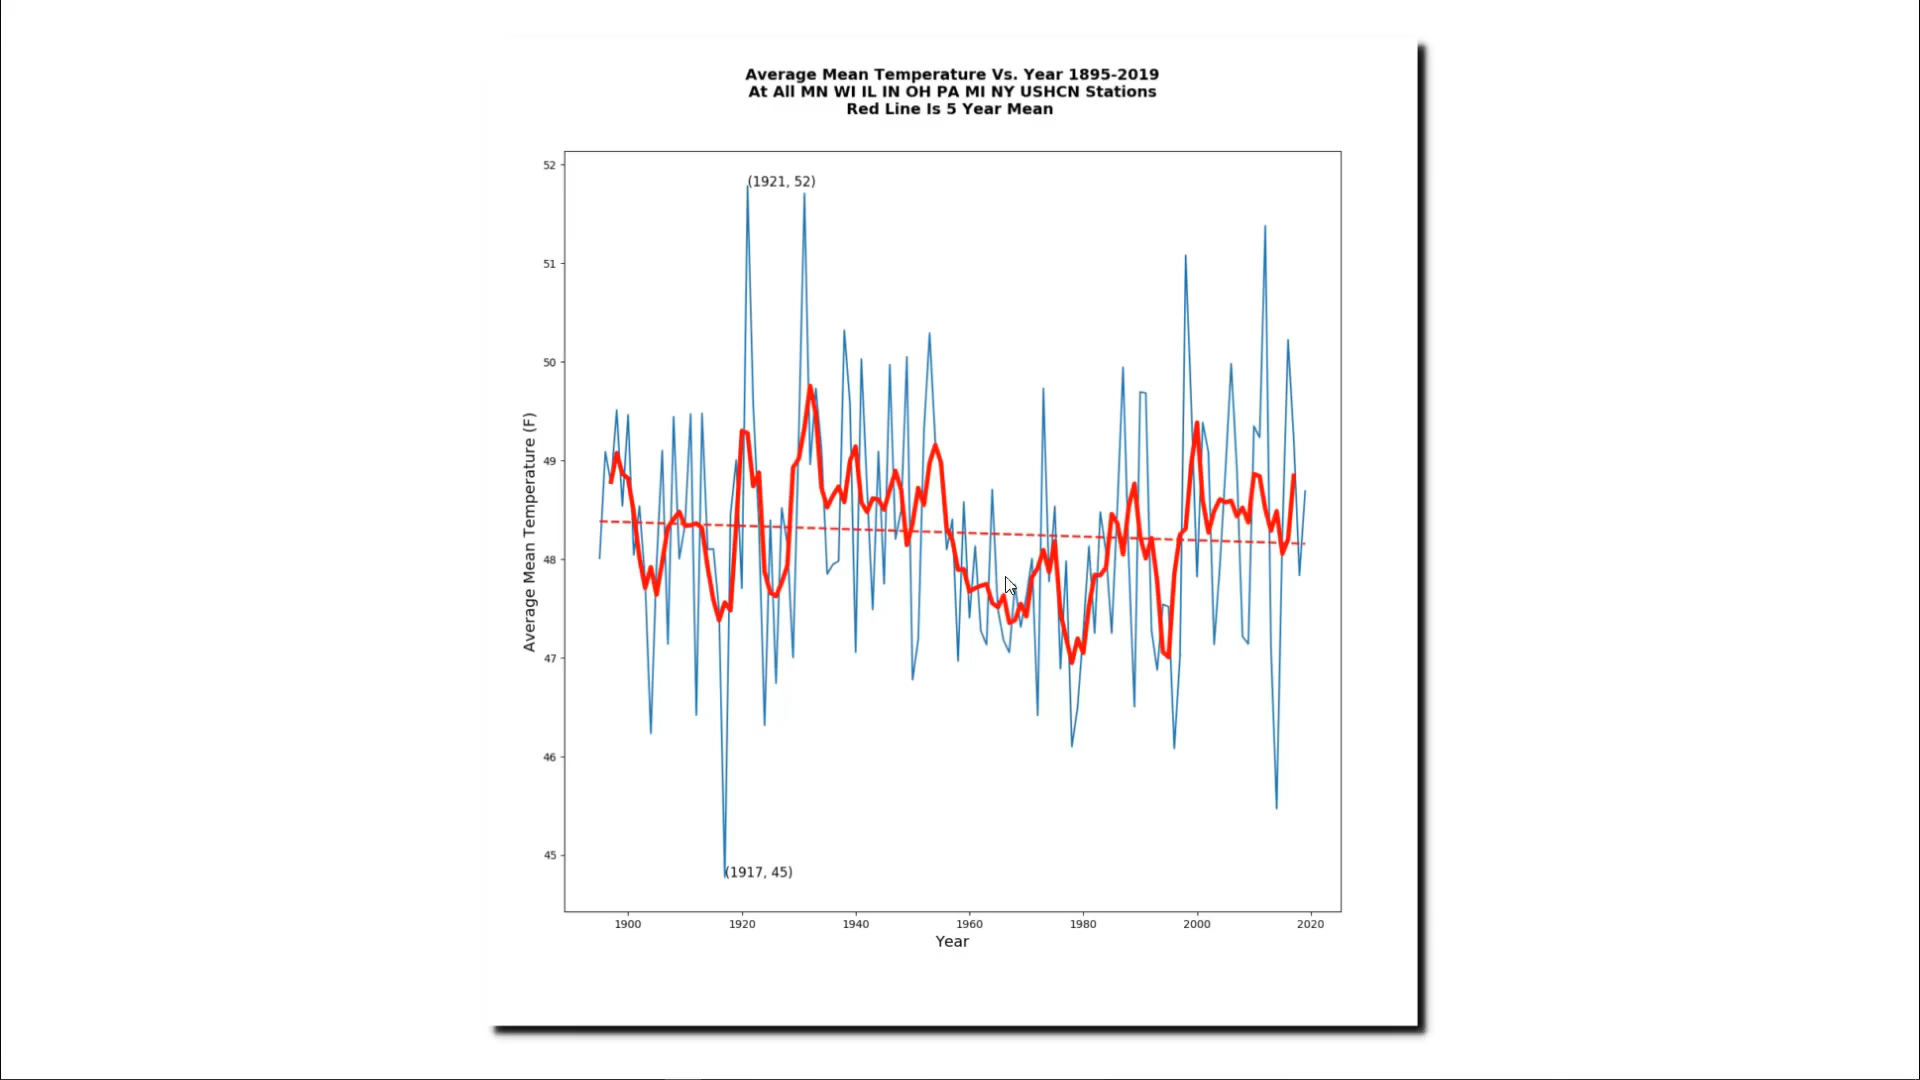 Average Mean Temperature Vs. Year 1895-2019
At All MN WI IL IN OH PA MI NY USHCN Stations
Red Line Is 5 Year Mean
52
(1921, 52)
51
50
49
48
47
46
45
(1917, 45)
Average Mean Temperature (F)
1900 1920 1940 1960 1980 2000 2020
Year